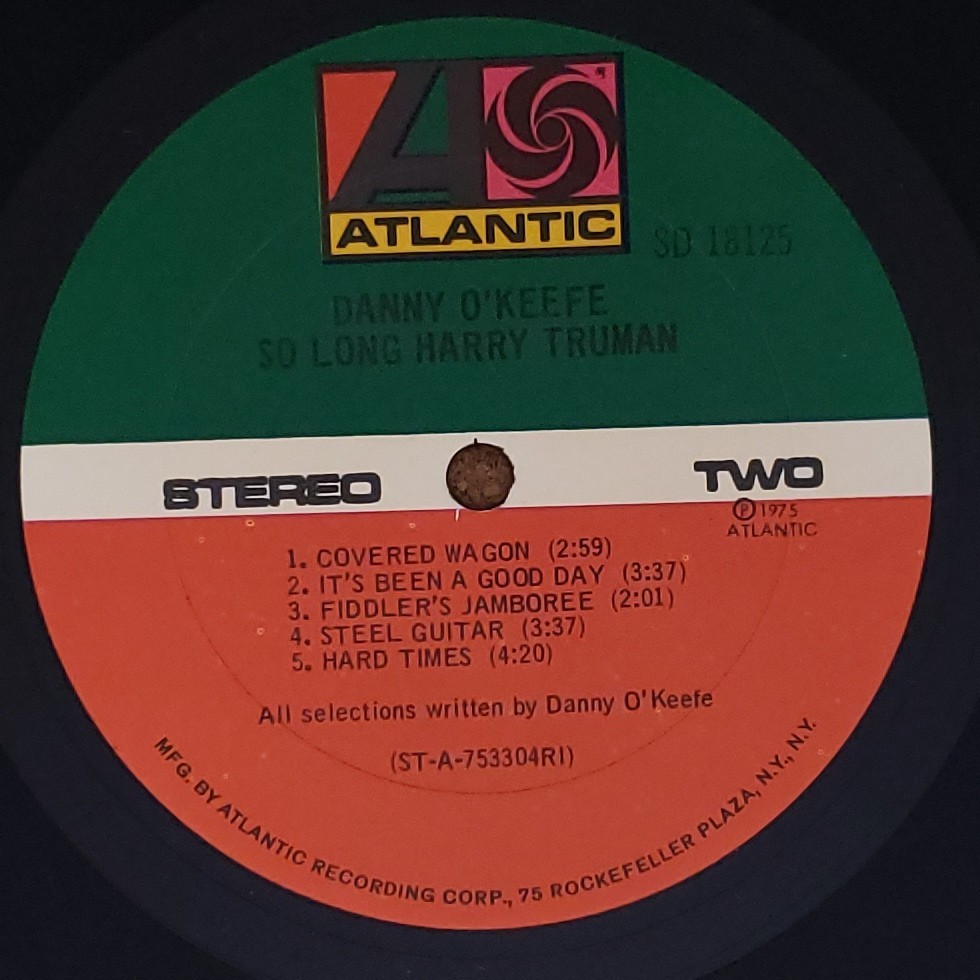 A
ATLANTIC
SD 18125
DANNY O'KEEFE
SO LONG HARRY TRUMAN
STEREO
TWO
Ⓟ1975
ATLANTIC
1. COVERED WAGON (2:59)
2. IT'S BEEN A GOOD DAY (3:37)
3. FIDDLER'S JAMBOREE (2:01)
4. STEEL GUITAR (3:37)
5. HARD TIMES (4:20)
All selections written by Danny O'Keefe
(ST-A-753304RI)
MFG. BY ATLANTIC RECORDING CORP., 75 ROCKEFELLER PLAZA, N.Y., N.Y.